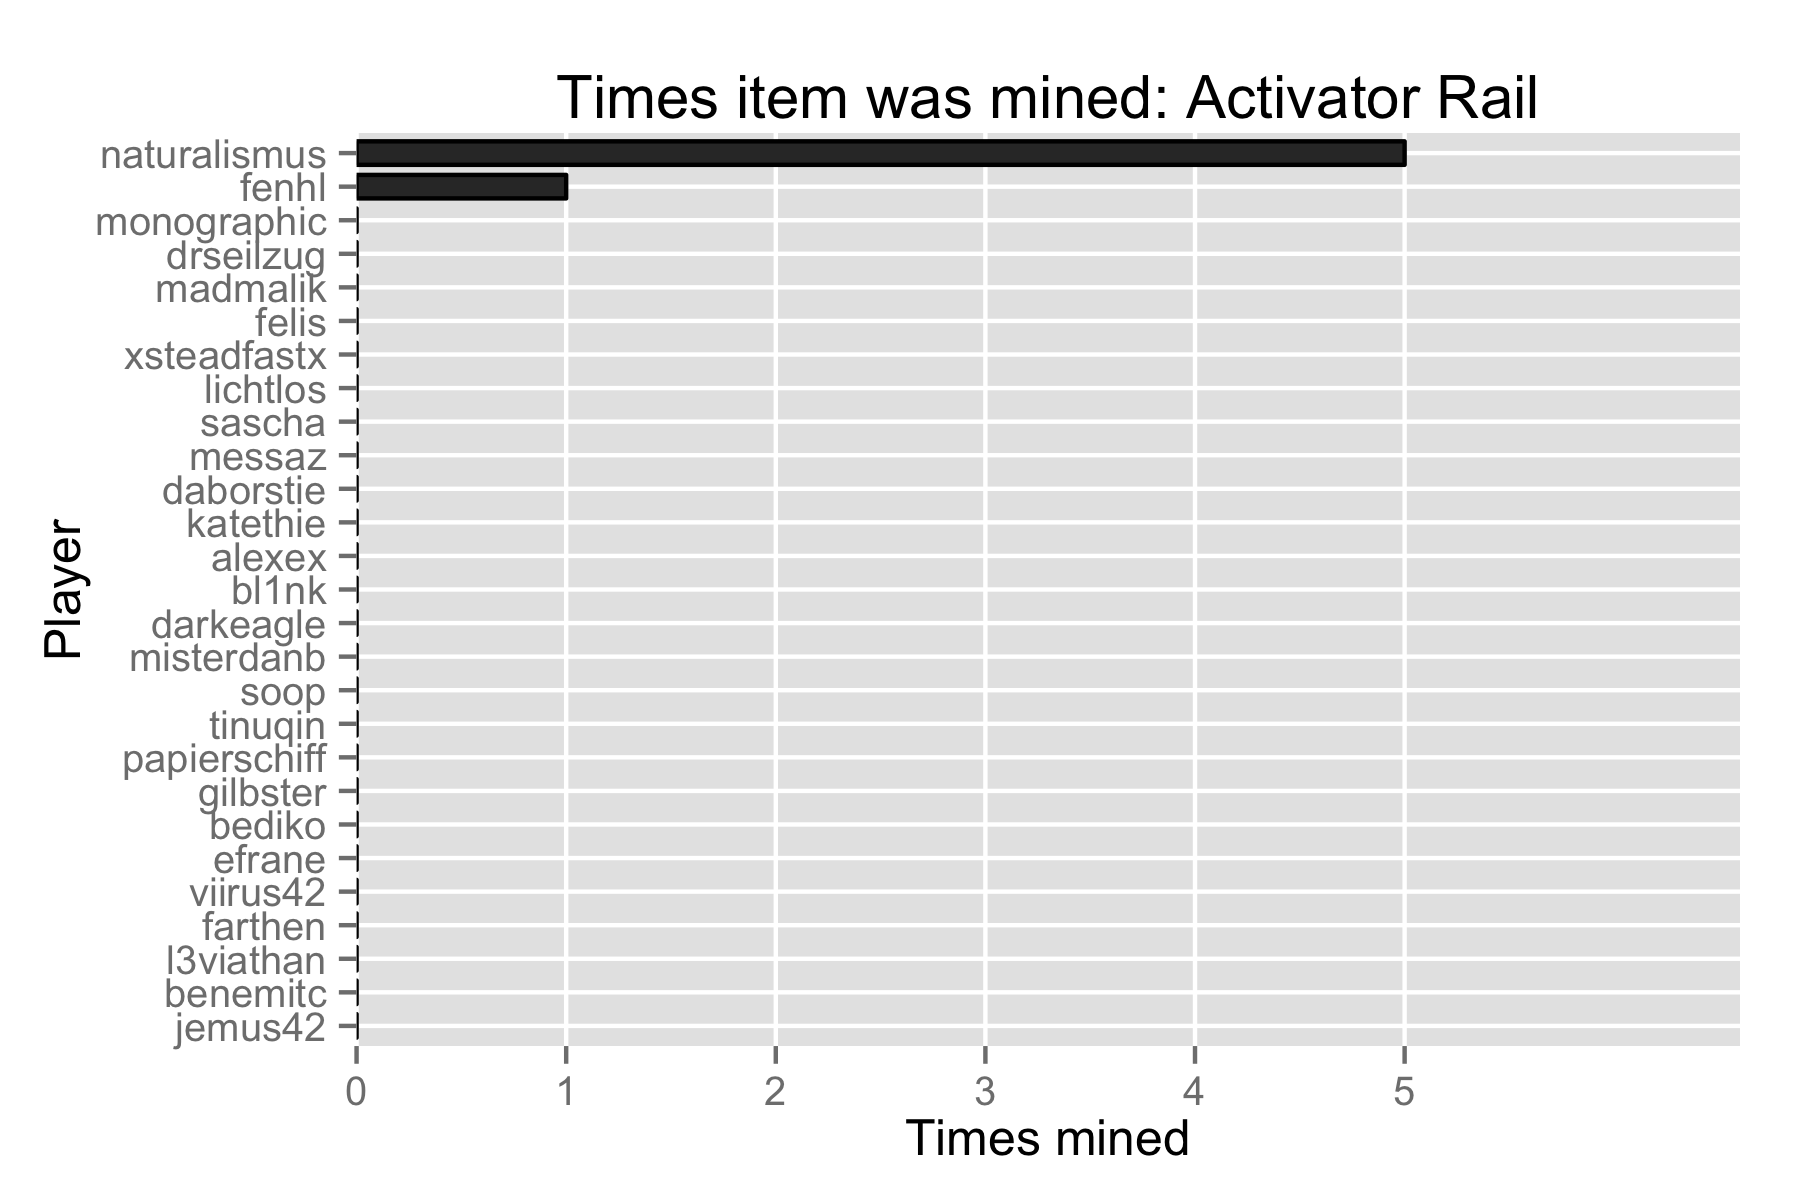 Times item was mined: Activator Rail
naturalismus
fenhl
monographic
drseilzug
madmalik
felis
xsteadfastx
lichtlos
sascha
messaz
daborstie
katethie
alexex
bl1nk
darkeagle
misterdanb
soop
tinuqin
papierschiff
gilbster
bediko
efrane
viirus42
farthen
l3viathan
benemitc
jemus42
Player
0 1 2 3 4 5
Times mined